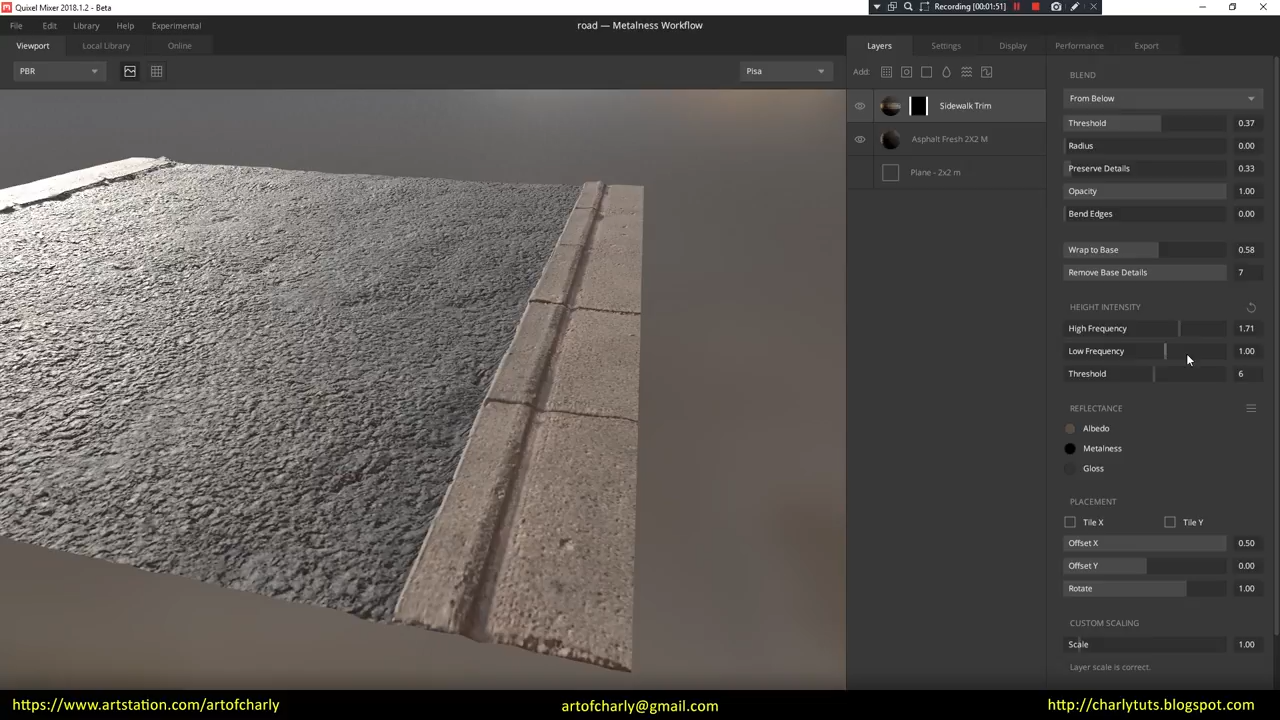 Quixel Mixer 2018.1.2 - Beta
Recording [00:01:51]
File Edit Library Help Experimental
road — Metalness Workflow
Viewport Local Library Online
Layers Settings Display Performance Export
PBR
Pisa
Add:
Sidewalk Trim
Asphalt Fresh 2X2 M
Plane - 2x2 m
BLEND
From Below
Threshold 0.37
Radius 0.00
Preserve Details 0.33
Opacity 1.00
Bend Edges 0.00
Wrap to Base 0.58
Remove Base Details 7
HEIGHT INTENSITY
High Frequency 1.71
Low Frequency 1.00
Threshold 6
REFLECTANCE
Albedo
Metalness
Gloss
PLACEMENT
Tile X Tile Y
Offset X 0.50
Offset Y 0.00
Rotate 1.00
CUSTOM SCALING
Scale 1.00
Layer scale is correct.
https://www.artstation.com/artofcharly artofcharly@gmail.com http://charlytuts.blogspot.com